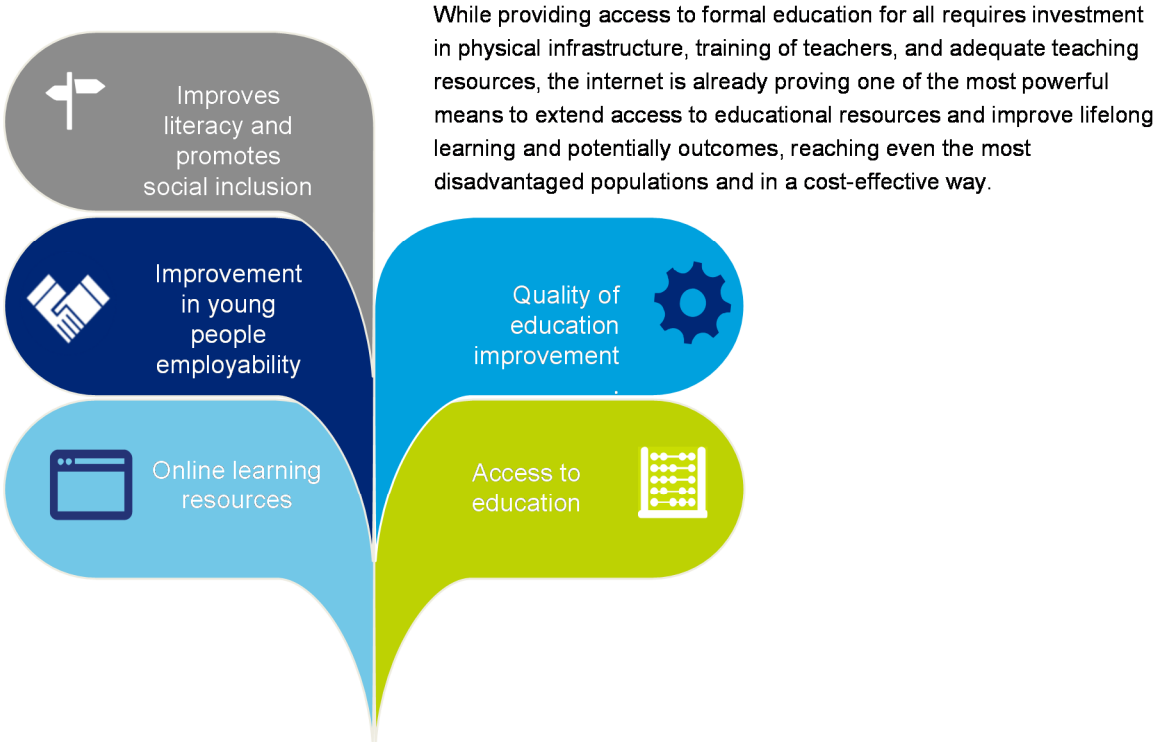 While providing access to formal education for all requires investment
in physical infrastructure, training of teachers, and adequate teaching
resources, the internet is already proving one of the most powerful
means to extend access to educational resources and improve lifelong
learning and potentially outcomes, reaching even the most
disadvantaged populations and in a cost-effective way.
Improves
literacy and
promotes
social inclusion
Improvement
in young
people
employability
Quality of
education
improvement
.
Online learning
resources
Access to
education